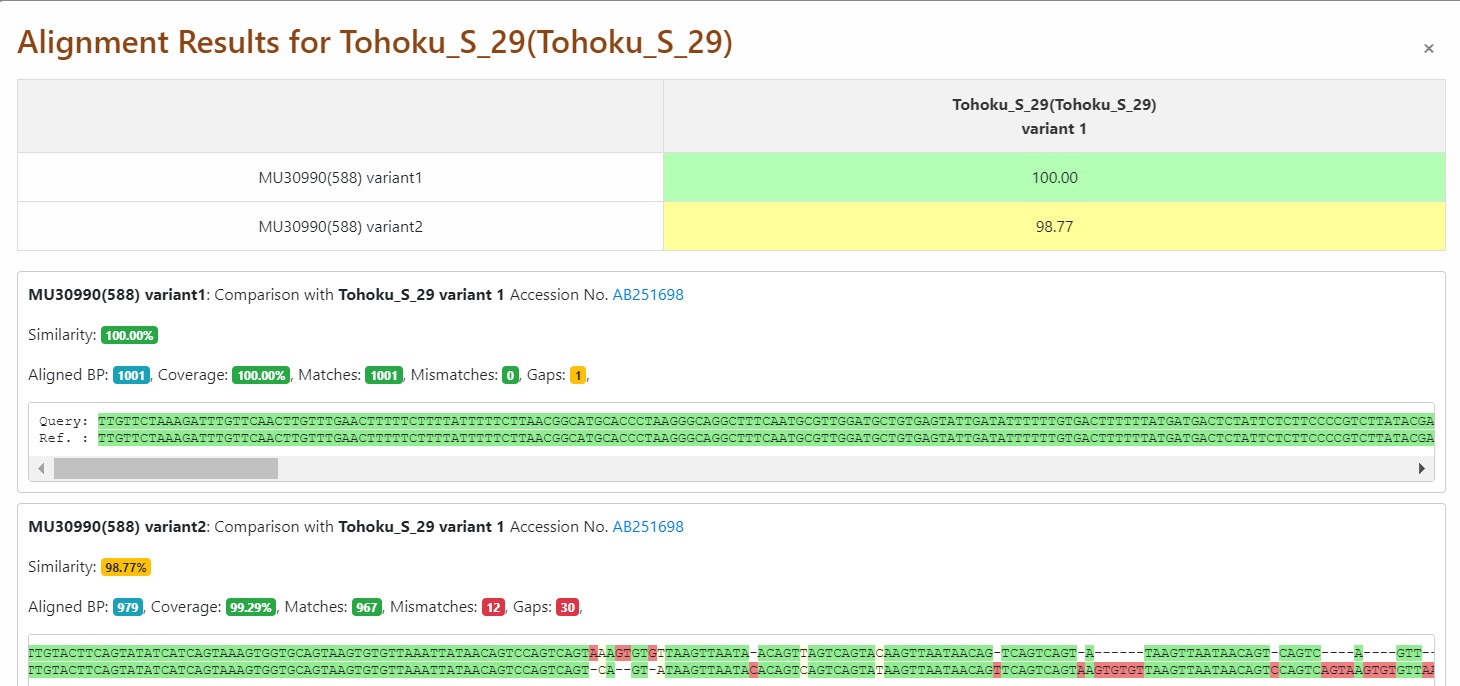 Alignment Results for Tohoku_S_29(Tohoku_S_29)
×
Tohoku_S_29(Tohoku_S_29)
variant 1
MU30990(588) variant1 100.00
MU30990(588) variant2 98.77
MU30990(588) variant1: Comparison with Tohoku_S_29 variant 1 Accession No. AB251698
Similarity: 100.00%
Aligned BP: 1001, Coverage: 100.00%, Matches: 1001, Mismatches: 0, Gaps: 1,
Query: TTGTTCTAAAGATTTGTTCAACTTGTTTGAACTTTTTCTTTTATTTTTCTTAACGGCATGCACCCTAAGGGCAGGCTTTCAATGCGTTGGATGCTGTGAGTATTGATATTTTTTGTGACTTTTTTATGATGACTCTATTCTCTTCCCCGTCTTATACGA
Ref. : TTGTTCTAAAGATTTGTTCAACTTGTTTGAACTTTTTCTTTTATTTTTCTTAACGGCATGCACCCTAAGGGCAGGCTTTCAATGCGTTGGATGCTGTGAGTATTGATATTTTTTGTGACTTTTTTATGATGACTCTATTCTCTTCCCCGTCTTATACGA
MU30990(588) variant2: Comparison with Tohoku_S_29 variant 1 Accession No. AB251698
Similarity: 98.77%
Aligned BP: 979, Coverage: 99.29%, Matches: 967, Mismatches: 12, Gaps: 30,
TTGTACTTCAGTATATCATCAGTAAAGTGGTGCAGTAAGTGTGTTAAATTATAACAGTCCAGTCAGTAAAGTGTGTTAAGTTAATA-ACAGTTAGTCAGTACAAGTTAATAACAG-TCAGTCAGT-A------TAAGTTAATAACAGT-CAGTC----A----GTT-
TTGTACTTCAGTATATCATCAGTAAAGTGGTGCAGTAAGTGTGTTAAATTATAACAGTCCAGTCAGT-CA--GT-ATAAGTTAATACACAGTCAGTCAGTATAAGTTAATAACAGTTCAGTCAGTAAGTGTGTTAAGTTAATAACAGTCCAGTCAGTAAGTGTGTTAA